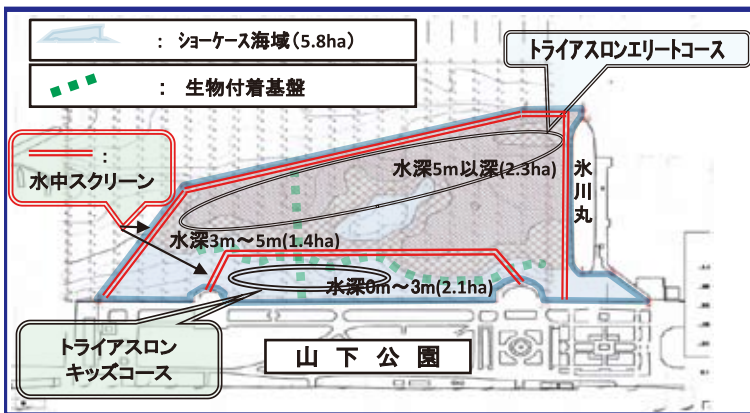 ： ショーケース海域(5.8ha)
： 生物付着基盤
トライアスロンエリートコース
：
水中スクリーン
水深5m以深(2.3ha)
氷川丸
水深3m～5m(1.4ha)
水深0m～3m(2.1ha)
トライアスロン
キッズコース
山下公園